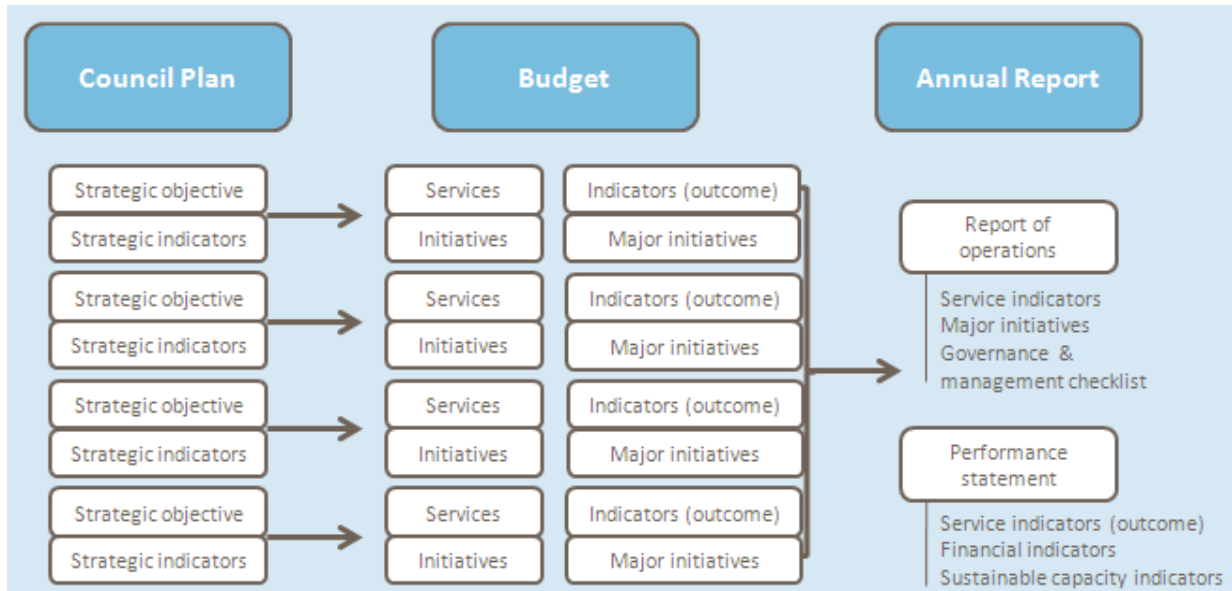 Council Plan
Budget
Annual Report
Strategic objective
Strategic indicators
Services
Initiatives
Indicators (outcome)
Major initiatives
Strategic objective
Strategic indicators
Services
Initiatives
Indicators (outcome)
Major initiatives
Strategic objective
Strategic indicators
Services
Initiatives
Indicators (outcome)
Major initiatives
Strategic objective
Strategic indicators
Services
Initiatives
Indicators (outcome)
Major initiatives
Report of
operations
Service indicators
Major initiatives
Governance &
management checklist
Performance
statement
Service indicators (outcome)
Financial indicators
Sustainable capacity indicators